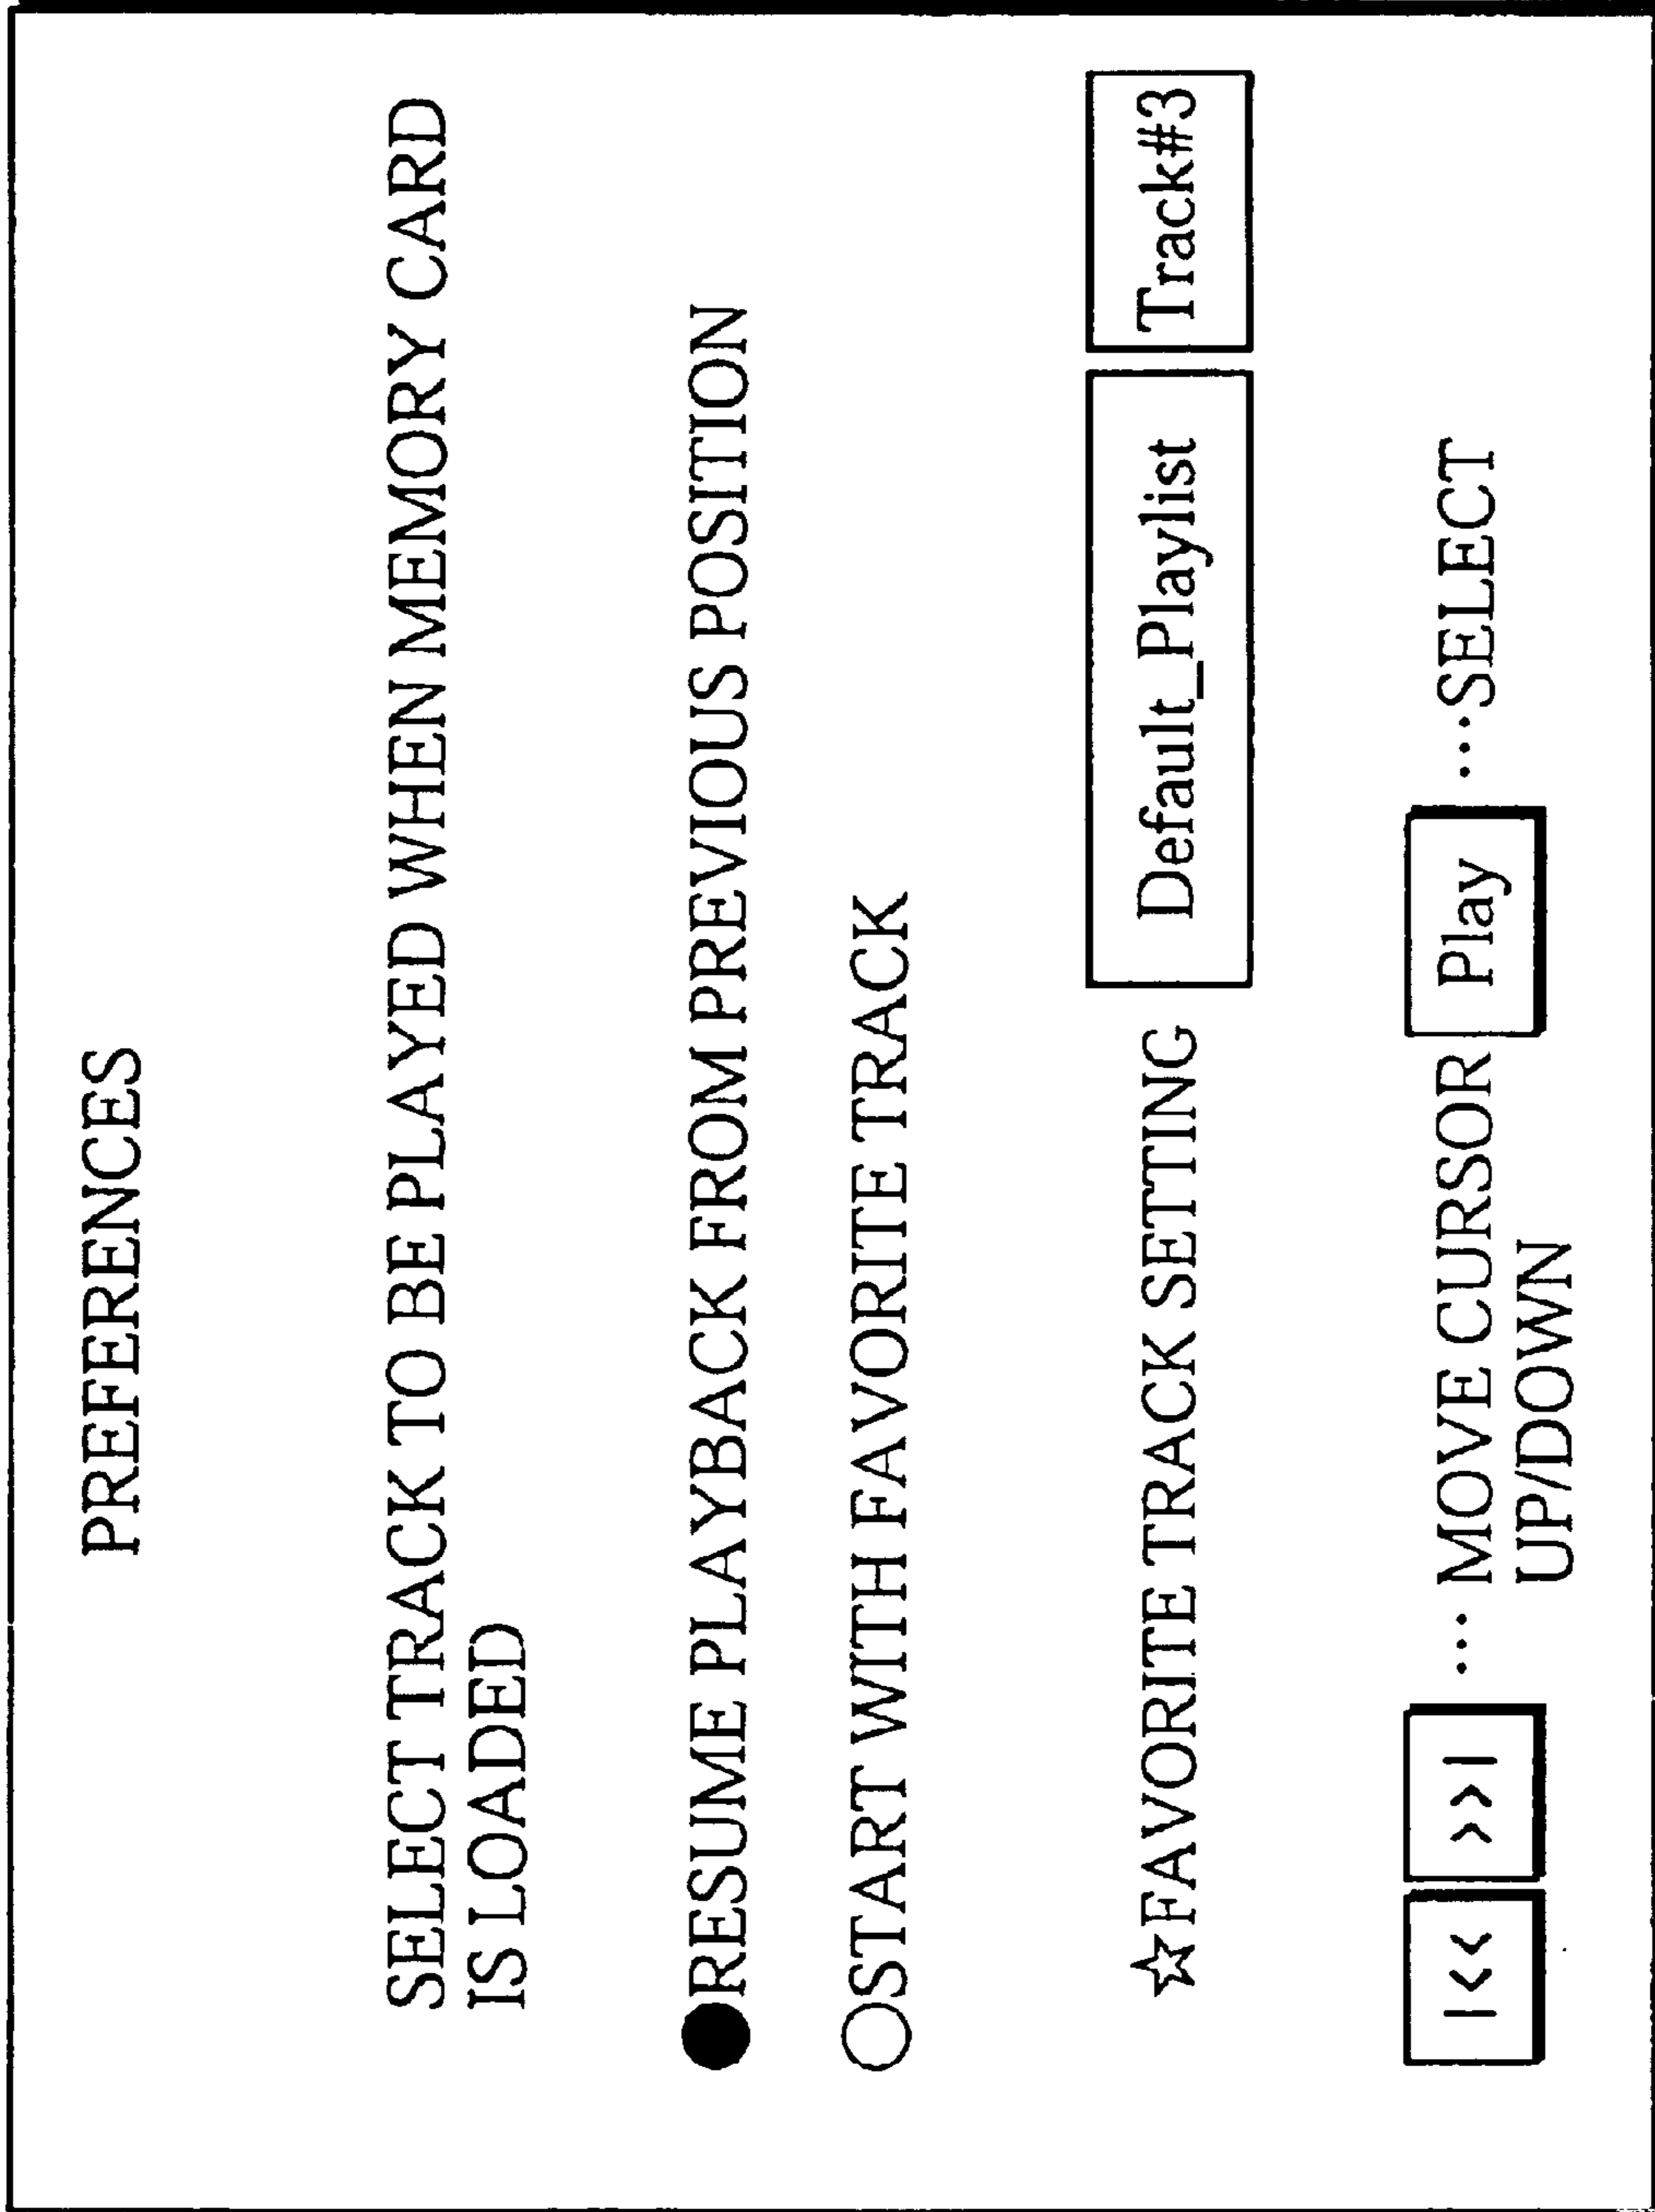 PREFERENCES
SELECT TRACK TO BE PLAYED WHEN MEMORY CARD
IS LOADED
●RESUME PLAYBACK FROM PREVIOUS POSITION
○START WITH FAVORITE TRACK
☆FAVORITE TRACK SETTING Default_Playlist Track#3
|<< >>| ... MOVE CURSOR Play ...SELECT
UP/DOWN